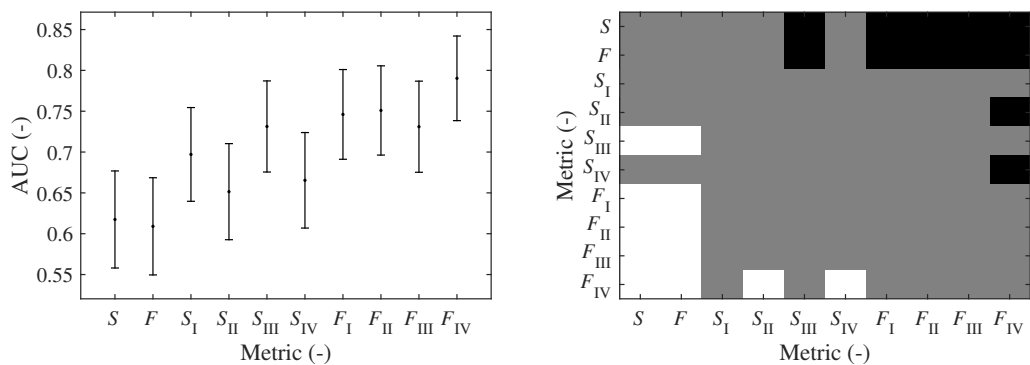 0.85
0.8
0.75
0.7
0.65
0.6
0.55
AUC (-)
S F S_I S_II S_III S_IV F_I F_II F_III F_IV
Metric (-)
S
F
S_I
S_II
S_III
S_IV
F_I
F_II
F_III
F_IV
Metric (-)
S F S_I S_II S_III S_IV F_I F_II F_III F_IV
Metric (-)